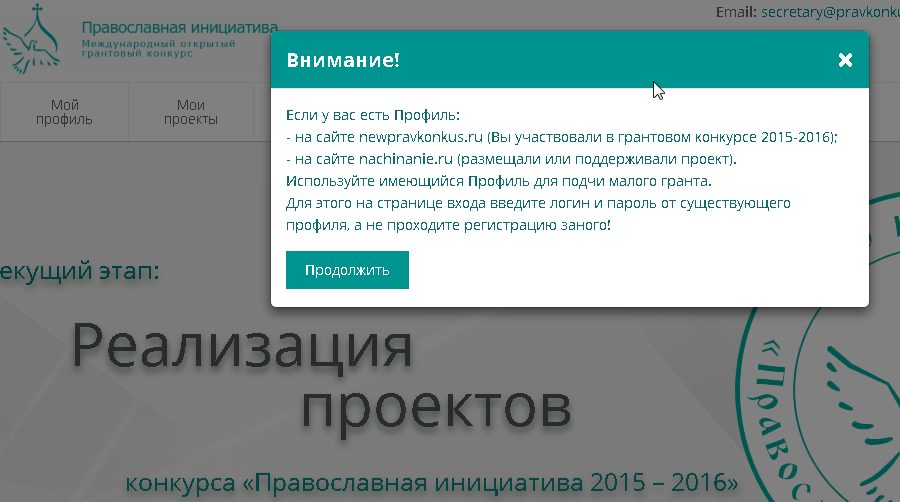 Православная инициатива
Международный открытый
грантовый конкурс
Email: secretary@pravkonku
Мой
профиль
Мои
проекты
Внимание!
Если у вас есть Профиль:
- на сайте newpravkonkus.ru (Вы участвовали в грантовом конкурсе 2015-2016);
- на сайте nachinanie.ru (размещали или поддерживали проект).
Используйте имеющийся Профиль для подачи малого гранта.
Для этого на странице входа введите логин и пароль от существующего
профиля, а не проходите регистрацию заного!
Продолжить
екущий этап:
Реализация
проектов
конкурса «Православная инициатива 2015 – 2016»
«Правос